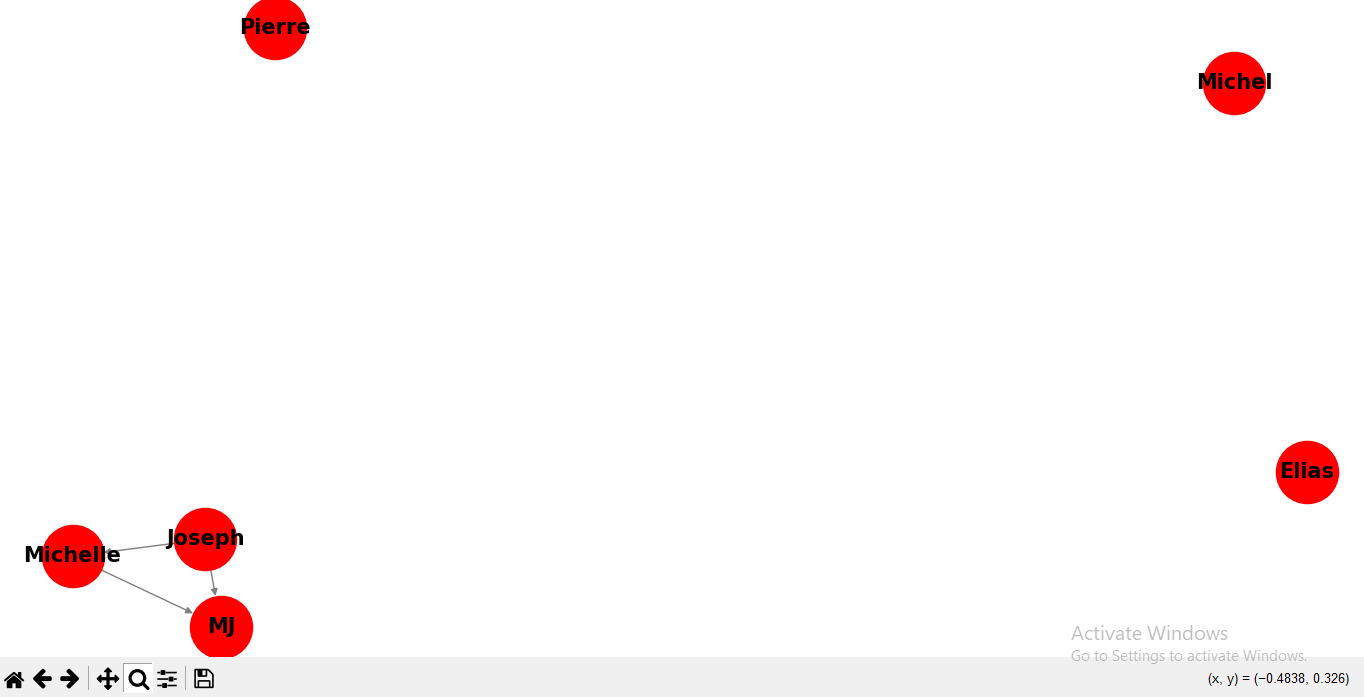 Pierre
Michel
Elias
Joseph
Michelle
MJ
Activate Windows
Go to Settings to activate Windows.
(x, y) = (−0.4838, 0.326)